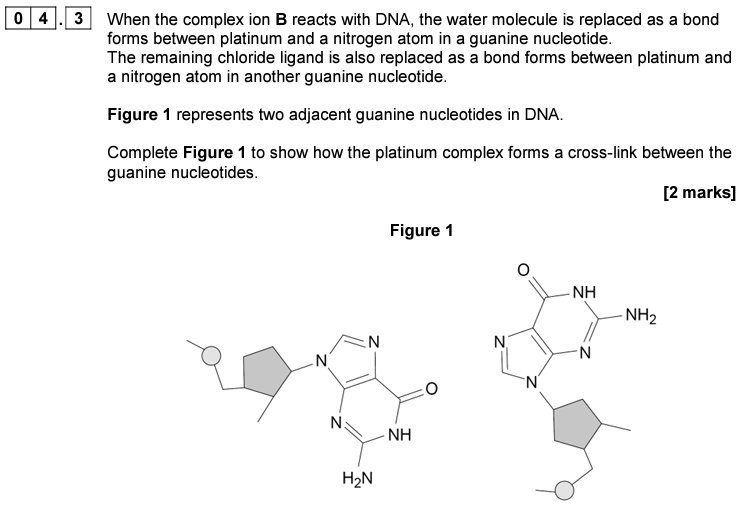 0 4 . 3 When the complex ion B reacts with DNA, the water molecule is replaced as a bond
forms between platinum and a nitrogen atom in a guanine nucleotide.
The remaining chloride ligand is also replaced as a bond forms between platinum and
a nitrogen atom in another guanine nucleotide.
Figure 1 represents two adjacent guanine nucleotides in DNA.
Complete Figure 1 to show how the platinum complex forms a cross-link between the
guanine nucleotides.
[2 marks]
Figure 1
O
NH
NH2
N
N
N
N
N
O
N
NH
H2N